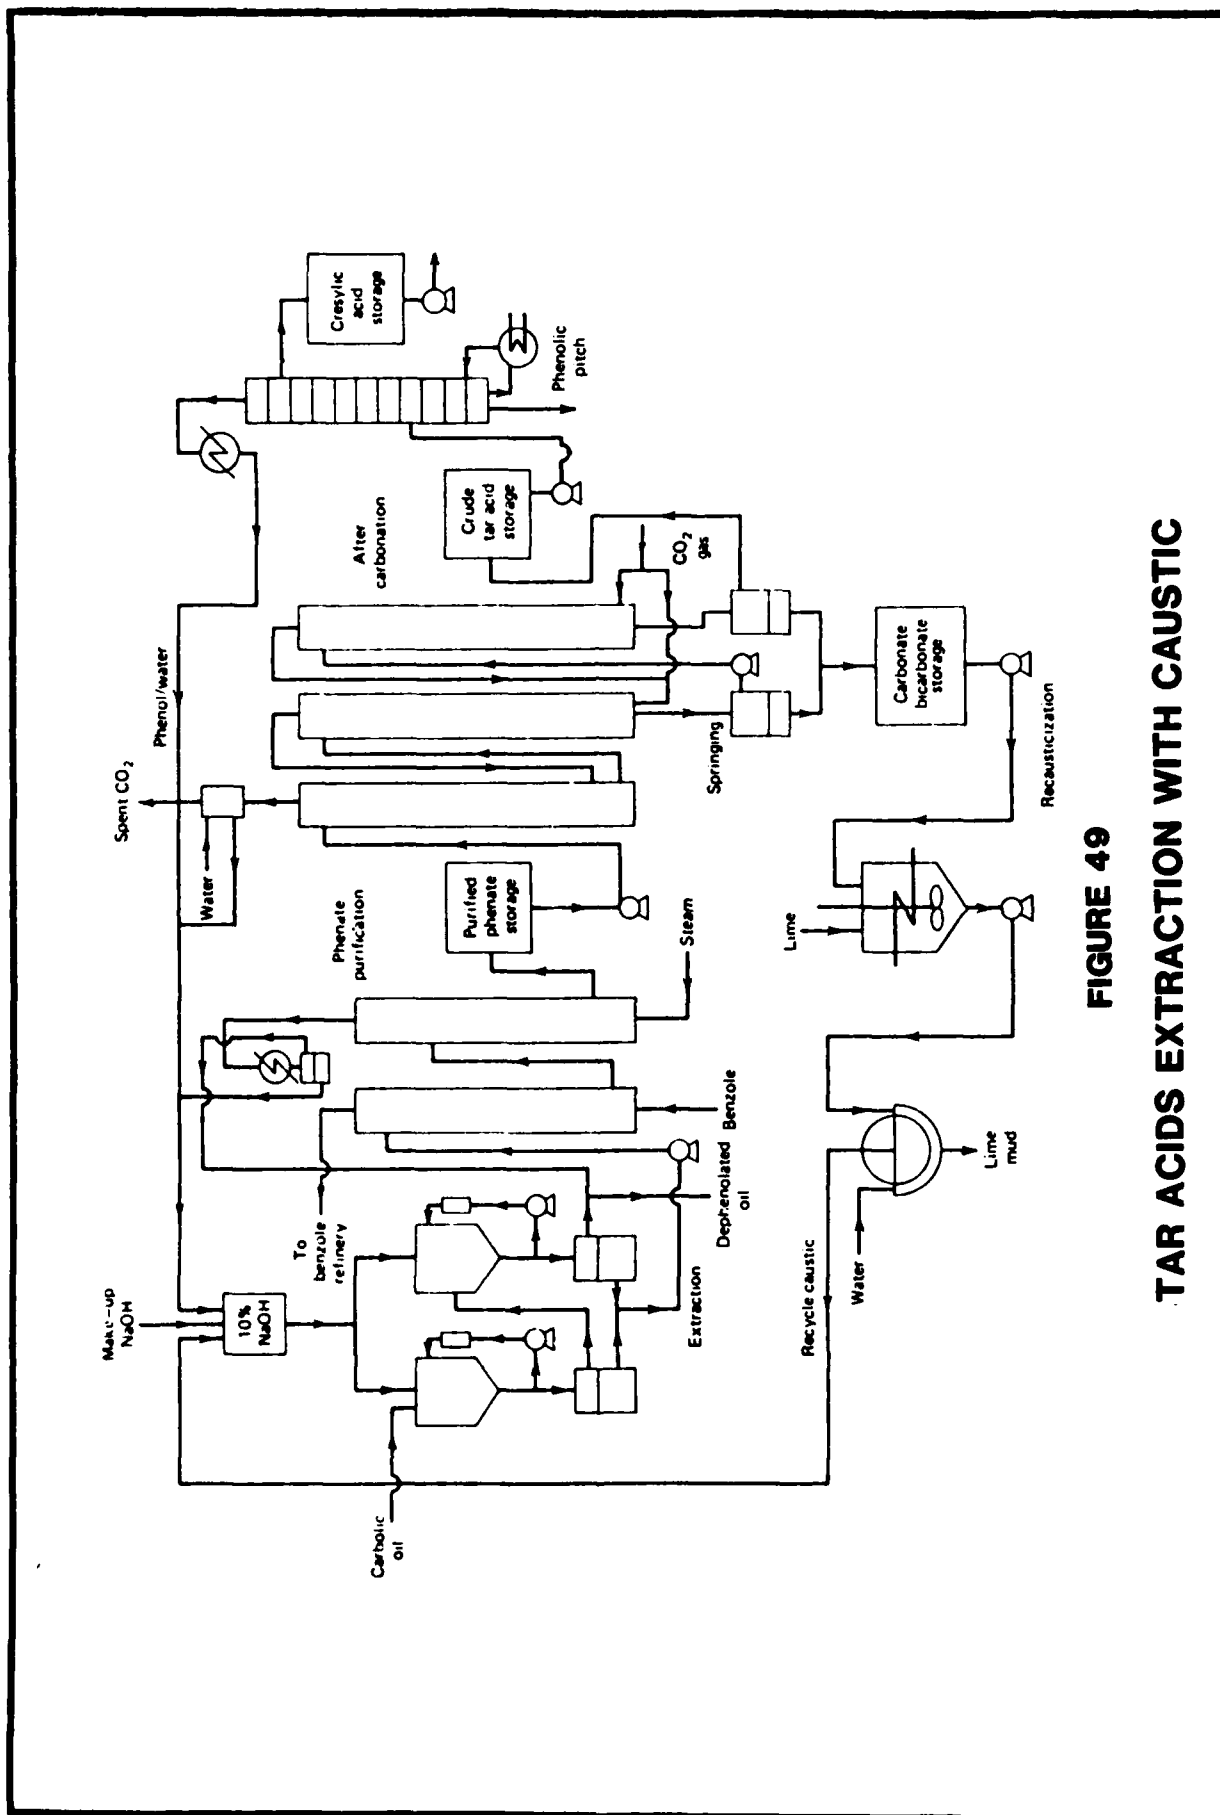 Make-up
NaOH
10%
NaOH
Carbolic
oil
To
benzole
refinery
Extraction
Dephenolated
oil
Benzole
Phenate
purification
Steam
Purified
phenate
storage
Water
Spent CO2
Phenol/water
Springing
After
carbonation
CO2
gas
Crude
tar acid
storage
Cresylic
acid
storage
Phenolic
pitch
Carbonate
bicarbonate
storage
Recausticization
Lime
Lime
mud
Water
Recycle caustic
FIGURE 49
TAR ACIDS EXTRACTION WITH CAUSTIC